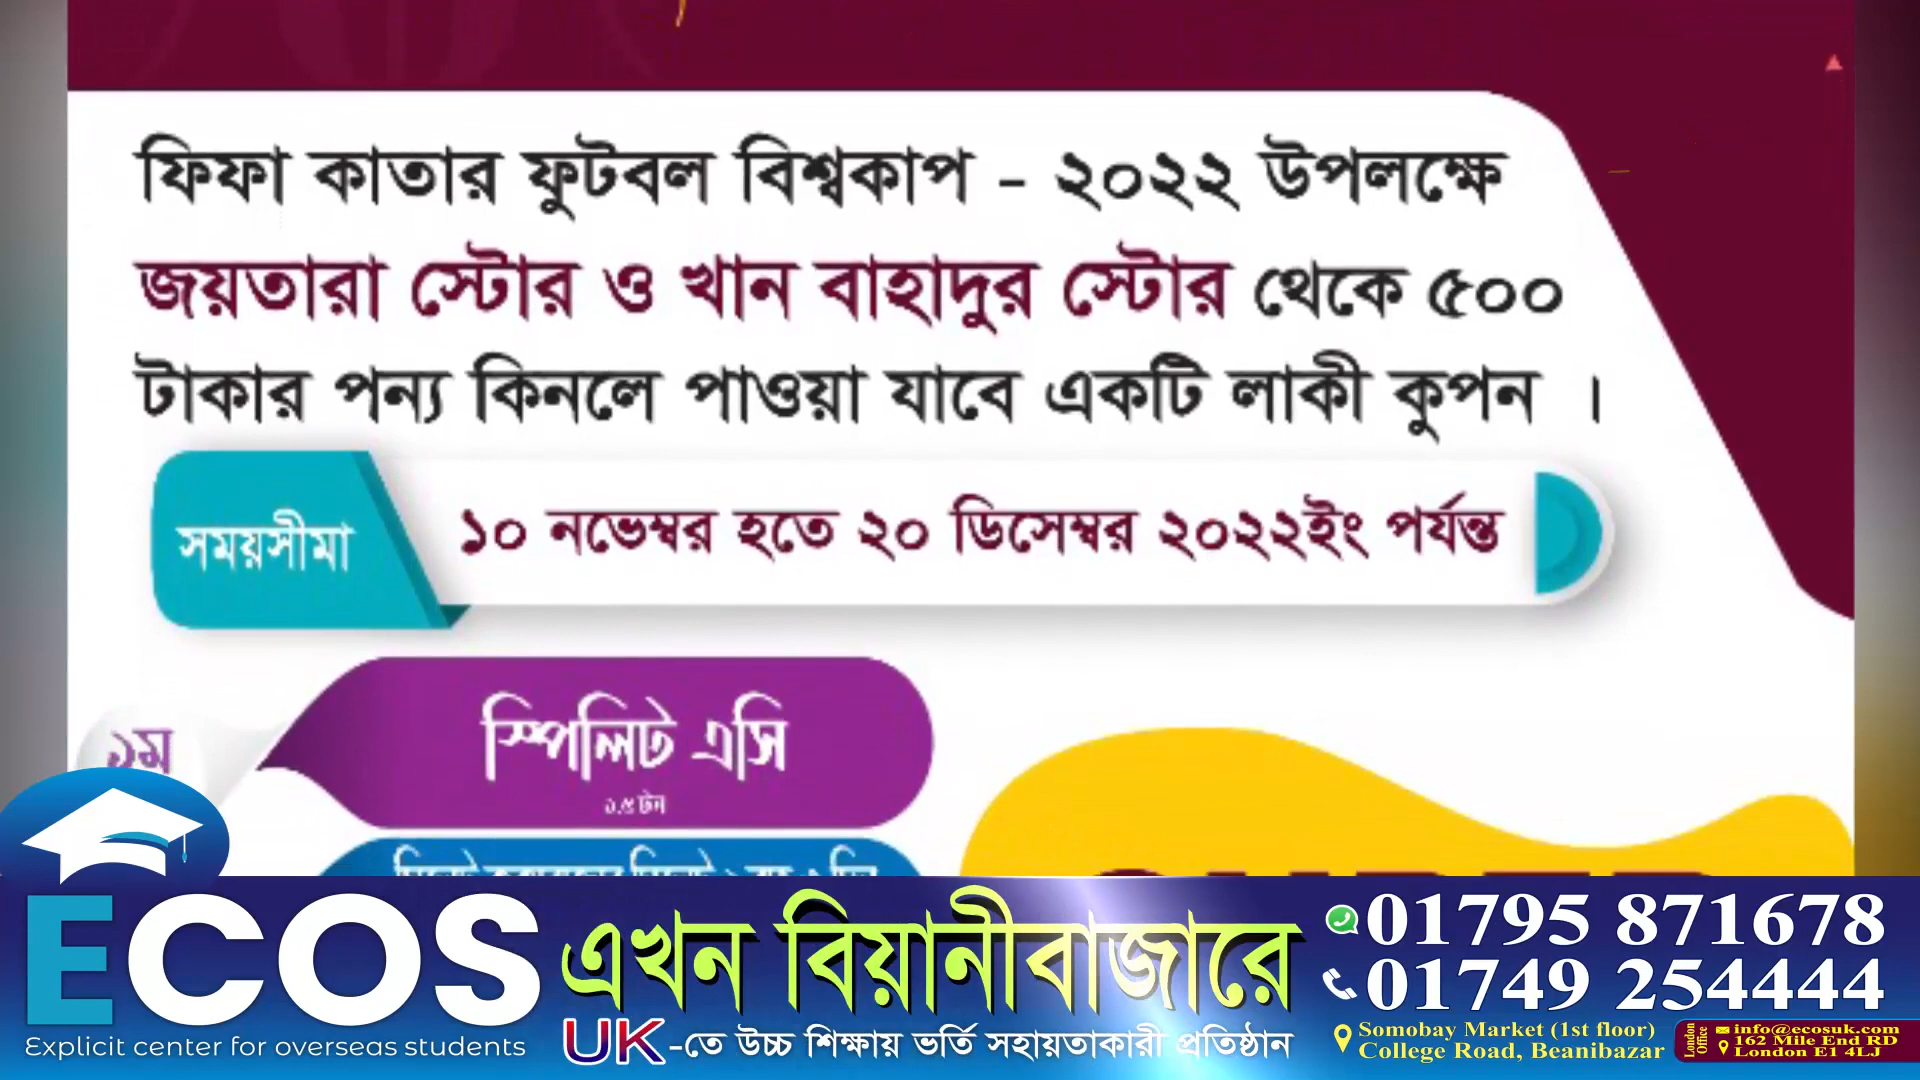 ফিফা কাতার ফুটবল বিশ্বকাপ - ২০২২ উপলক্ষে
জয়তারা স্টোর ও খান বাহাদুর স্টোর থেকে ৫০০
টাকার পন্য কিনলে পাওয়া যাবে একটি লাকী কুপন ।
সময়সীমা
১০ নভেম্বর হতে ২০ ডিসেম্বর ২০২২ইং পর্যন্ত
১ম
স্পিলিট এসি
১.৫ টন
ECOS
Explicit center for overseas students
এখন বিয়ানীবাজারে
UK-তে উচ্চ শিক্ষায় ভর্তি সহায়তাকারী প্রতিষ্ঠান
01795 871678
01749 254444
Somobay Market (1st floor)
College Road, Beanibazar
London Office
info@ecosuk.com
162 Mile End RD
London E1 4LJ